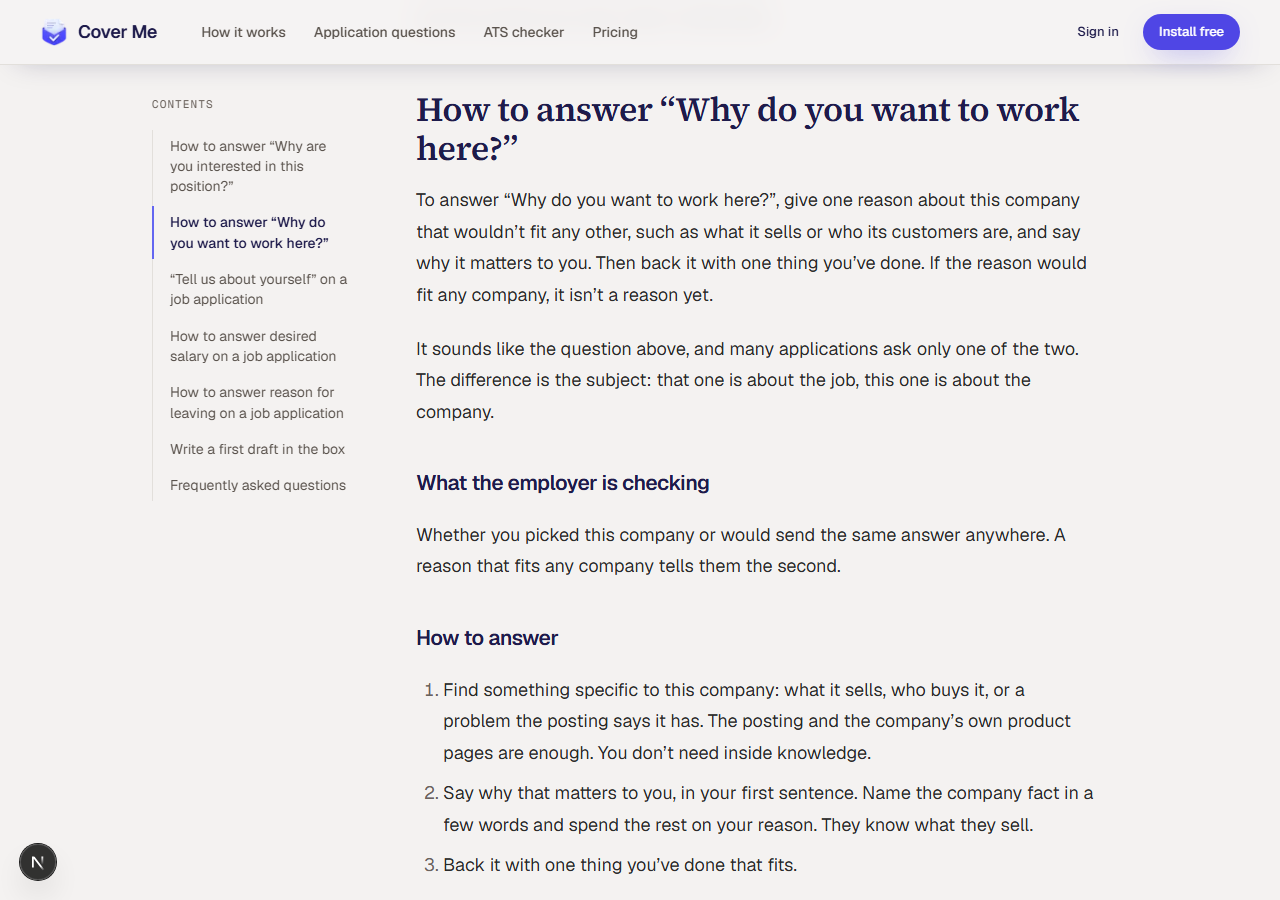 Cover Me
How it works
Application questions
ATS checker
Pricing
Sign in
Install free
CONTENTS
How to answer “Why are
you interested in this
position?”
How to answer “Why do
you want to work here?”
“Tell us about yourself” on a
job application
How to answer desired
salary on a job application
How to answer reason for
leaving on a job application
Write a first draft in the box
Frequently asked questions
How to answer “Why do you want to work
here?”
To answer “Why do you want to work here?”, give one reason about this company
that wouldn’t fit any other, such as what it sells or who its customers are, and say
why it matters to you. Then back it with one thing you’ve done. If the reason would
fit any company, it isn’t a reason yet.
It sounds like the question above, and many applications ask only one of the two.
The difference is the subject: that one is about the job, this one is about the
company.
What the employer is checking
Whether you picked this company or would send the same answer anywhere. A
reason that fits any company tells them the second.
How to answer
1. Find something specific to this company: what it sells, who buys it, or a
problem the posting says it has. The posting and the company’s own product
pages are enough. You don’t need inside knowledge.
2. Say why that matters to you, in your first sentence. Name the company fact in a
few words and spend the rest on your reason. They know what they sell.
3. Back it with one thing you’ve done that fits.
N